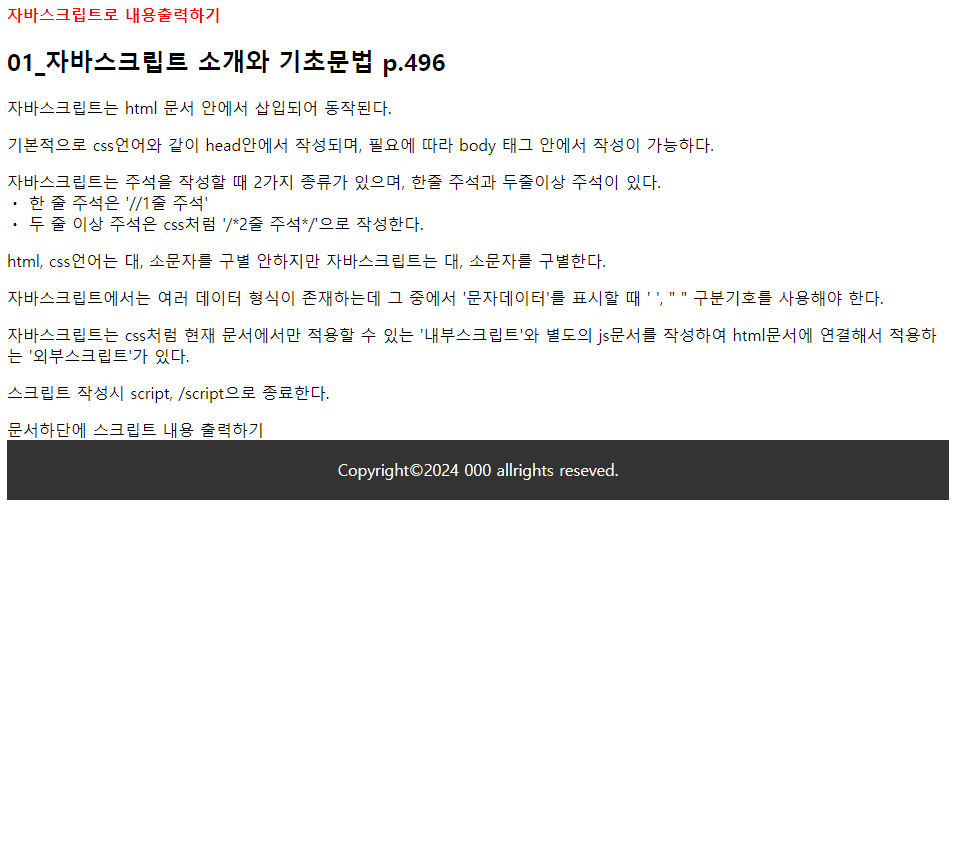 자바스크립트로 내용출력하기
01_자바스크립트 소개와 기초문법 p.496
자바스크립트는 html 문서 안에서 삽입되어 동작된다.
기본적으로 css언어와 같이 head안에서 작성되며, 필요에 따라 body 태그 안에서 작성이 가능하다.
자바스크립트는 주석을 작성할 때 2가지 종류가 있으며, 한줄 주석과 두줄이상 주석이 있다.
• 한 줄 주석은 '//1줄 주석'
• 두 줄 이상 주석은 css처럼 '/*2줄 주석*/'으로 작성한다.
html, css언어는 대, 소문자를 구별 안하지만 자바스크립트는 대, 소문자를 구별한다.
자바스크립트에서는 여러 데이터 형식이 존재하는데 그 중에서 '문자데이터'를 표시할 때 ' ', " " 구분기호를 사용해야 한다.
자바스크립트는 css처럼 현재 문서에서만 적용할 수 있는 '내부스크립트'와 별도의 js문서를 작성하여 html문서에 연결해서 적용하
는 '외부스크립트'가 있다.
스크립트 작성시 script, /script으로 종료한다.
문서하단에 스크립트 내용 출력하기
Copyright©2024 000 allrights reseved.